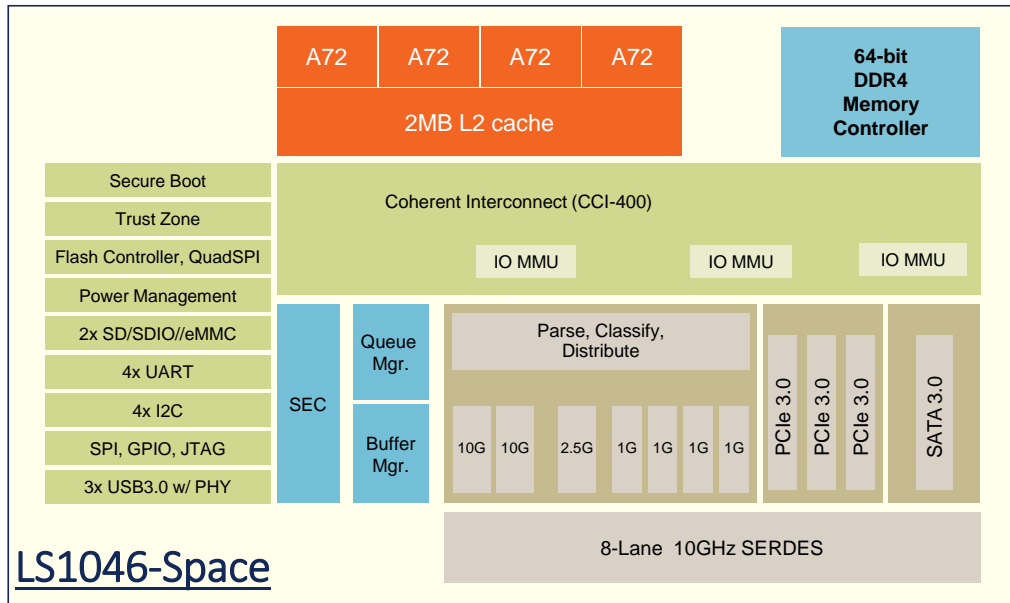 A72 A72 A72 A72
2MB L2 cache
64-bit
DDR4
Memory
Controller
Secure Boot
Trust Zone
Flash Controller, QuadSPI
Power Management
2x SD/SDIO//eMMC
4x UART
4x I2C
SPI, GPIO, JTAG
3x USB3.0 w/ PHY
Coherent Interconnect (CCI-400)
IO MMU IO MMU IO MMU
SEC
Queue
Mgr.
Buffer
Mgr.
Parse, Classify,
Distribute
10G 10G 2.5G 1G 1G 1G 1G
PCIe 3.0
PCIe 3.0
PCIe 3.0
SATA 3.0
8-Lane 10GHz SERDES
LS1046-Space